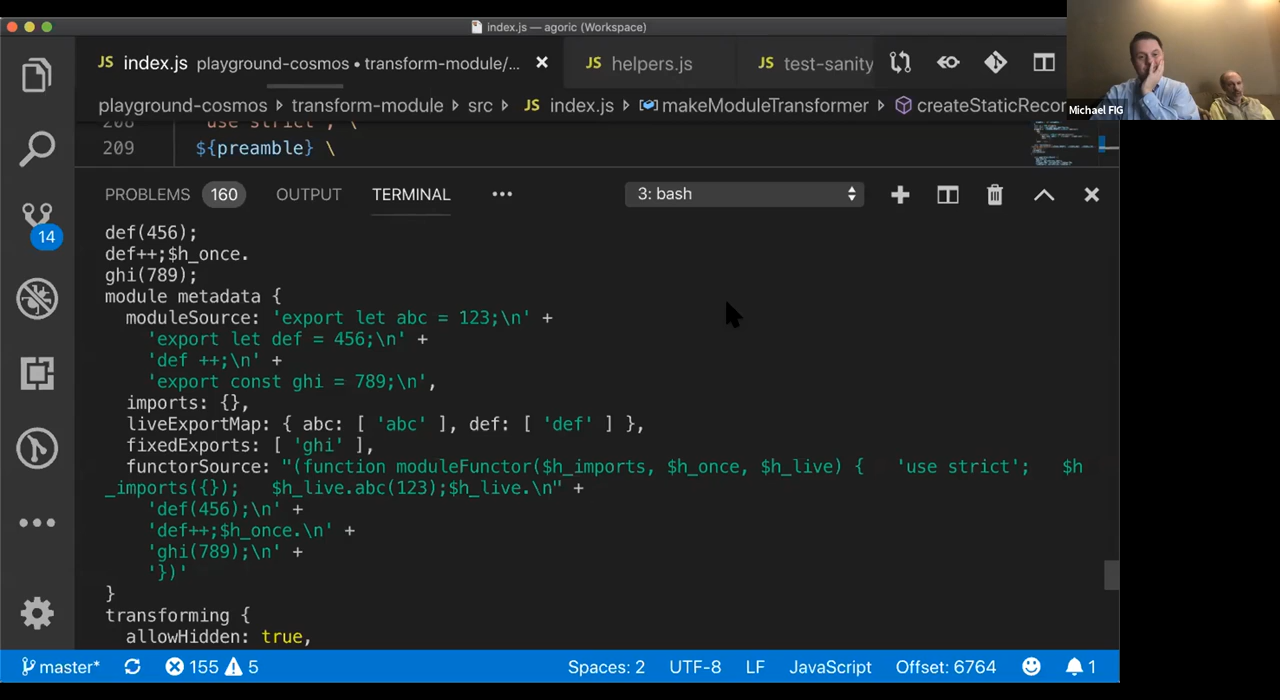 index.js — agoric (Workspace)
JS index.js playground-cosmos • transform-module/...
JS helpers.js
JS test-sanity
playground-cosmos › transform-module › src › JS index.js › makeModuleTransformer › createStaticRecor
Michael FIG
208 'use strict'; \
209 ${preamble} \
PROBLEMS 160 OUTPUT TERMINAL ••• 3: bash
14
def(456);
def++;$h_once.
ghi(789);
module metadata {
moduleSource: 'export let abc = 123;\n' +
'export let def = 456;\n' +
'def ++;\n' +
'export const ghi = 789;\n',
imports: {},
liveExportMap: { abc: [ 'abc' ], def: [ 'def' ] },
fixedExports: [ 'ghi' ],
functorSource: "(function moduleFunctor($h_imports, $h_once, $h_live) {   'use strict';   $h
_imports({});   $h_live.abc(123);$h_live.\n" +
'def(456);\n' +
'def++;$h_once.\n' +
'ghi(789);\n' +
'})'
}
transforming {
allowHidden: true,
master* 155 5 Spaces: 2 UTF-8 LF JavaScript Offset: 6764 1